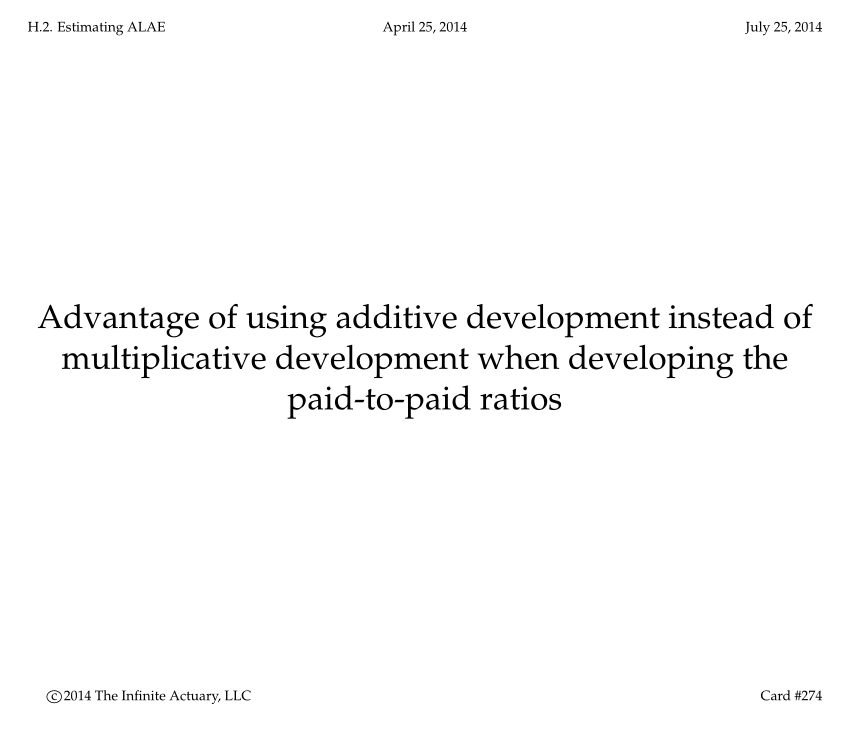 H.2. Estimating ALAE April 25, 2014 July 25, 2014
Advantage of using additive development instead of
multiplicative development when developing the
paid-to-paid ratios
©2014 The Infinite Actuary, LLC Card #274